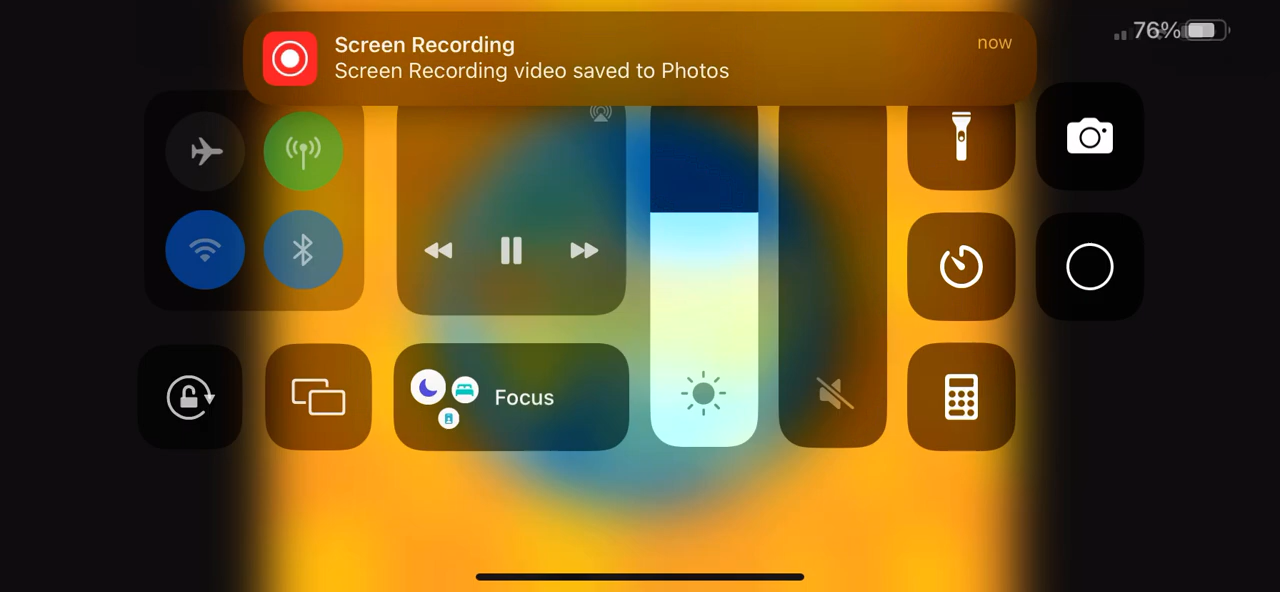 Screen Recording
now
Screen Recording video saved to Photos
76%
Focus